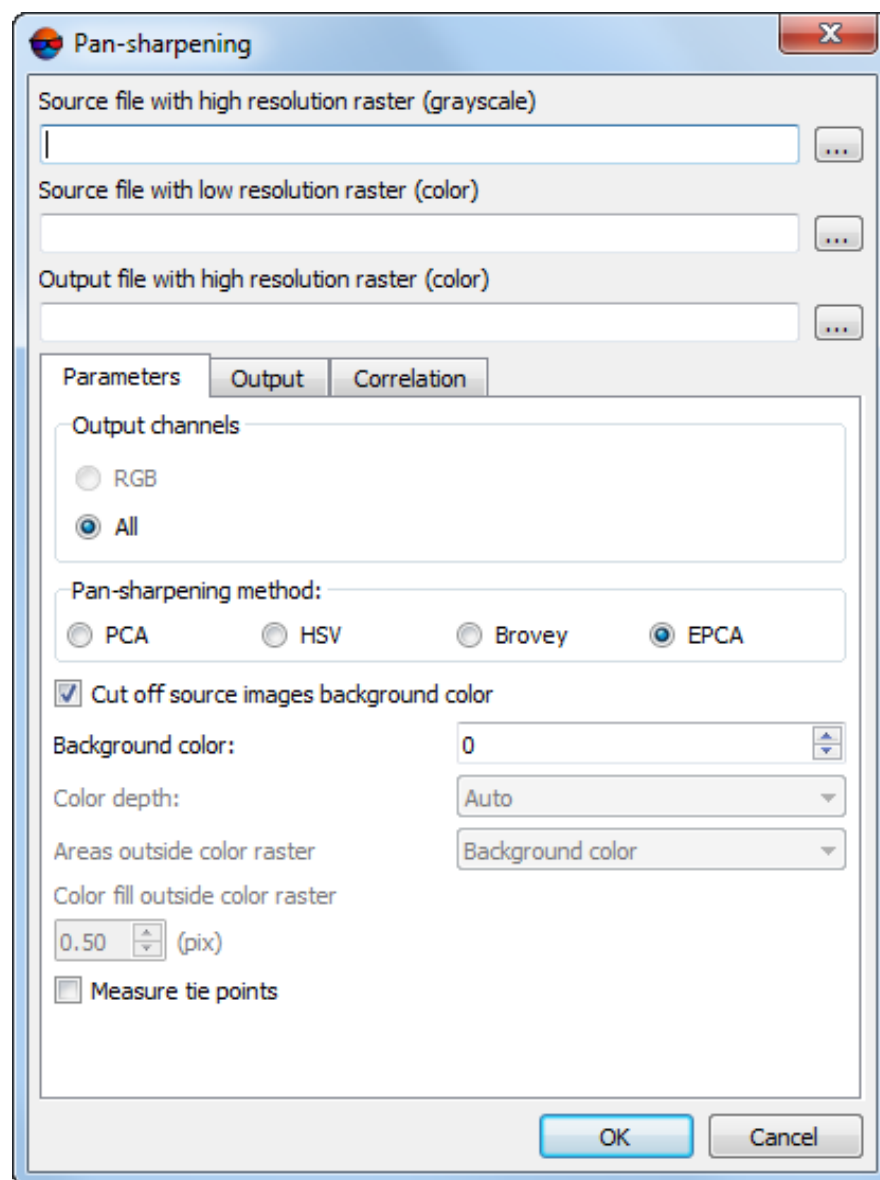 Pan-sharpening
Source file with high resolution raster (grayscale)
...
Source file with low resolution raster (color)
...
Output file with high resolution raster (color)
...
Parameters Output Correlation
Output channels
RGB
All
Pan-sharpening method:
PCA HSV Brovey EPCA
Cut off source images background color
Background color: 0
Color depth: Auto
Areas outside color raster Background color
Color fill outside color raster
0.50 (pix)
Measure tie points
OK Cancel